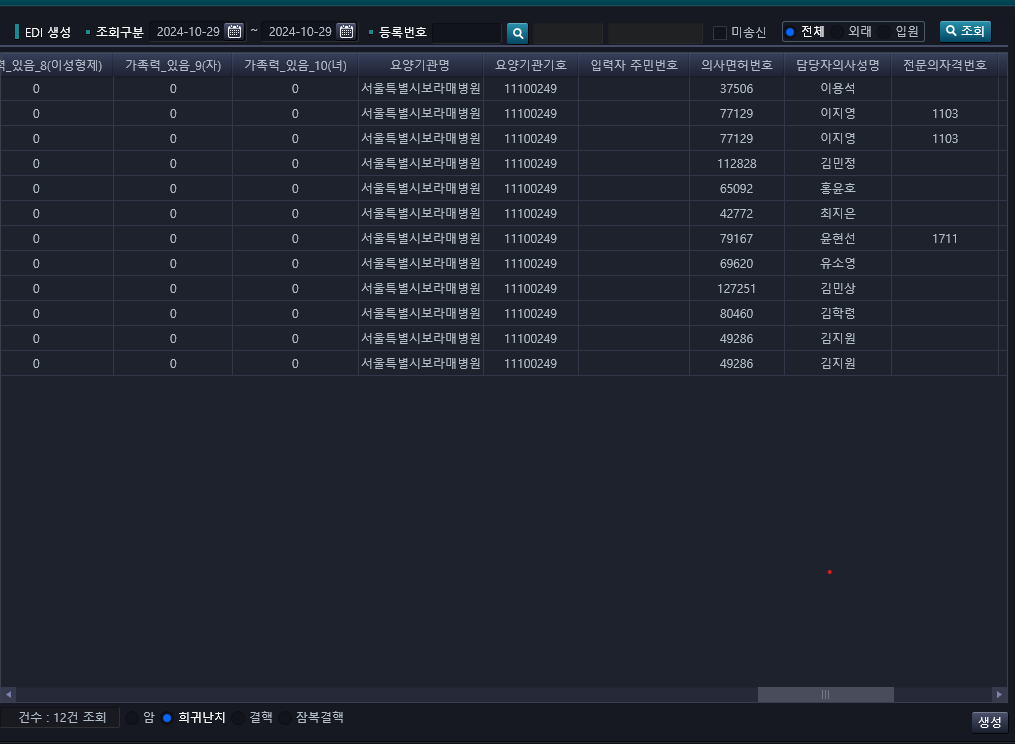 EDI 생성 조회구분 2024-10-29 ~ 2024-10-29 등록번호 미송신 전체 외래 입원 조회
력_있음_8(이성형제) 가족력_있음_9(자) 가족력_있음_10(녀) 요양기관명 요양기관기호 입력자 주민번호 의사면허번호 담당자의사성명 전문의자격번호
0 0 0 서울특별시보라매병원 11100249 37506 이용석
0 0 0 서울특별시보라매병원 11100249 77129 이지영 1103
0 0 0 서울특별시보라매병원 11100249 77129 이지영 1103
0 0 0 서울특별시보라매병원 11100249 112828 김민정
0 0 0 서울특별시보라매병원 11100249 65092 홍윤호
0 0 0 서울특별시보라매병원 11100249 42772 최지은
0 0 0 서울특별시보라매병원 11100249 79167 윤현선 1711
0 0 0 서울특별시보라매병원 11100249 69620 유소영
0 0 0 서울특별시보라매병원 11100249 127251 김민상
0 0 0 서울특별시보라매병원 11100249 80460 김학령
0 0 0 서울특별시보라매병원 11100249 49286 김지원
0 0 0 서울특별시보라매병원 11100249 49286 김지원
건수 : 12건 조회 암 희귀난치 결핵 잠복결핵 생성